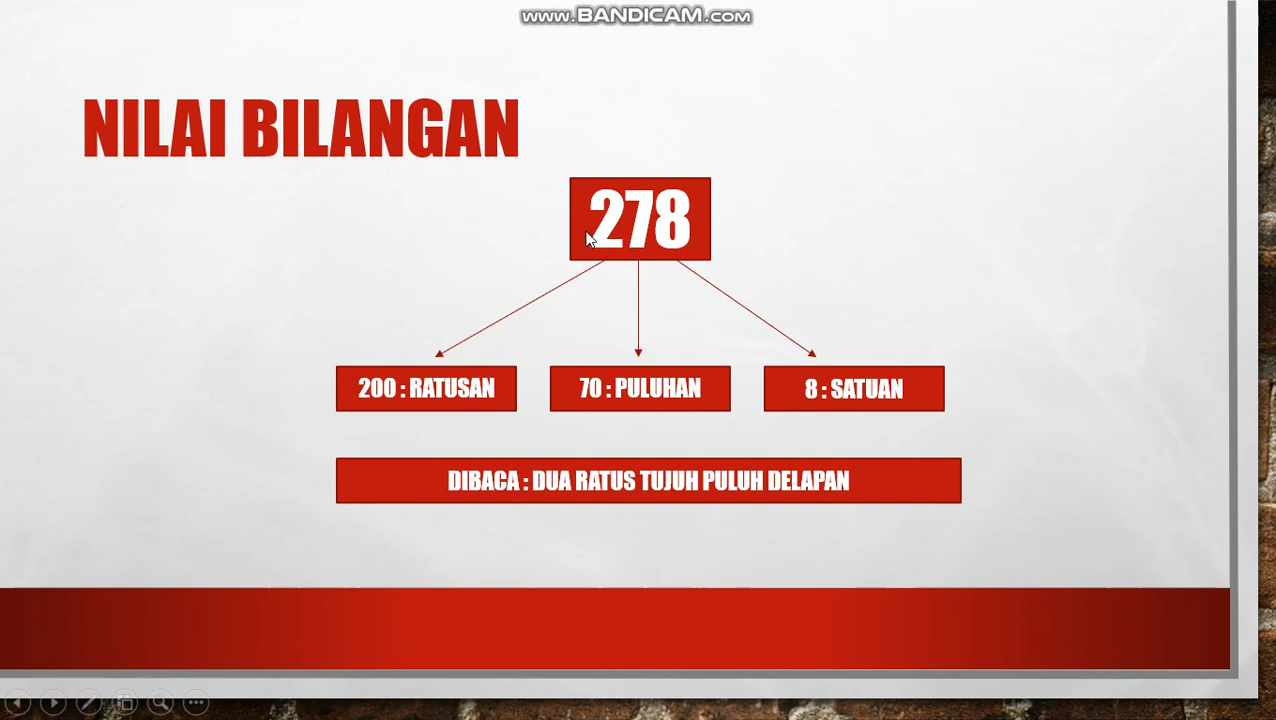 WWW.BANDICAM.COM
NILAI BILANGAN
278
200 : RATUSAN
70 : PULUHAN
8 : SATUAN
DIBACA : DUA RATUS TUJUH PULUH DELAPAN